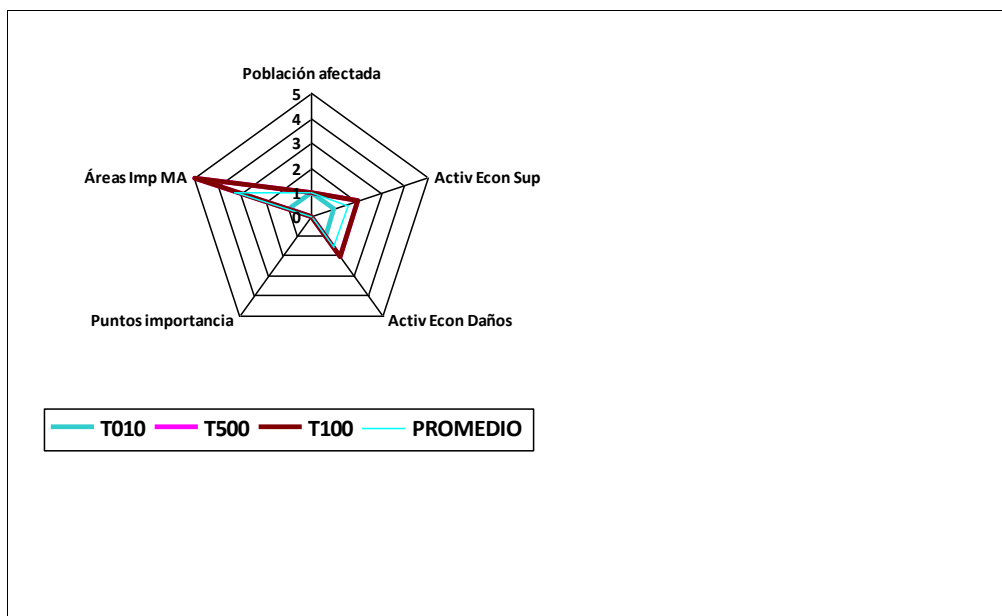 Población afectada
5
4
3
2
1
0
Áreas Imp MA
Activ Econ Sup
Puntos importancia
Activ Econ Daños
T010 T500 T100 PROMEDIO